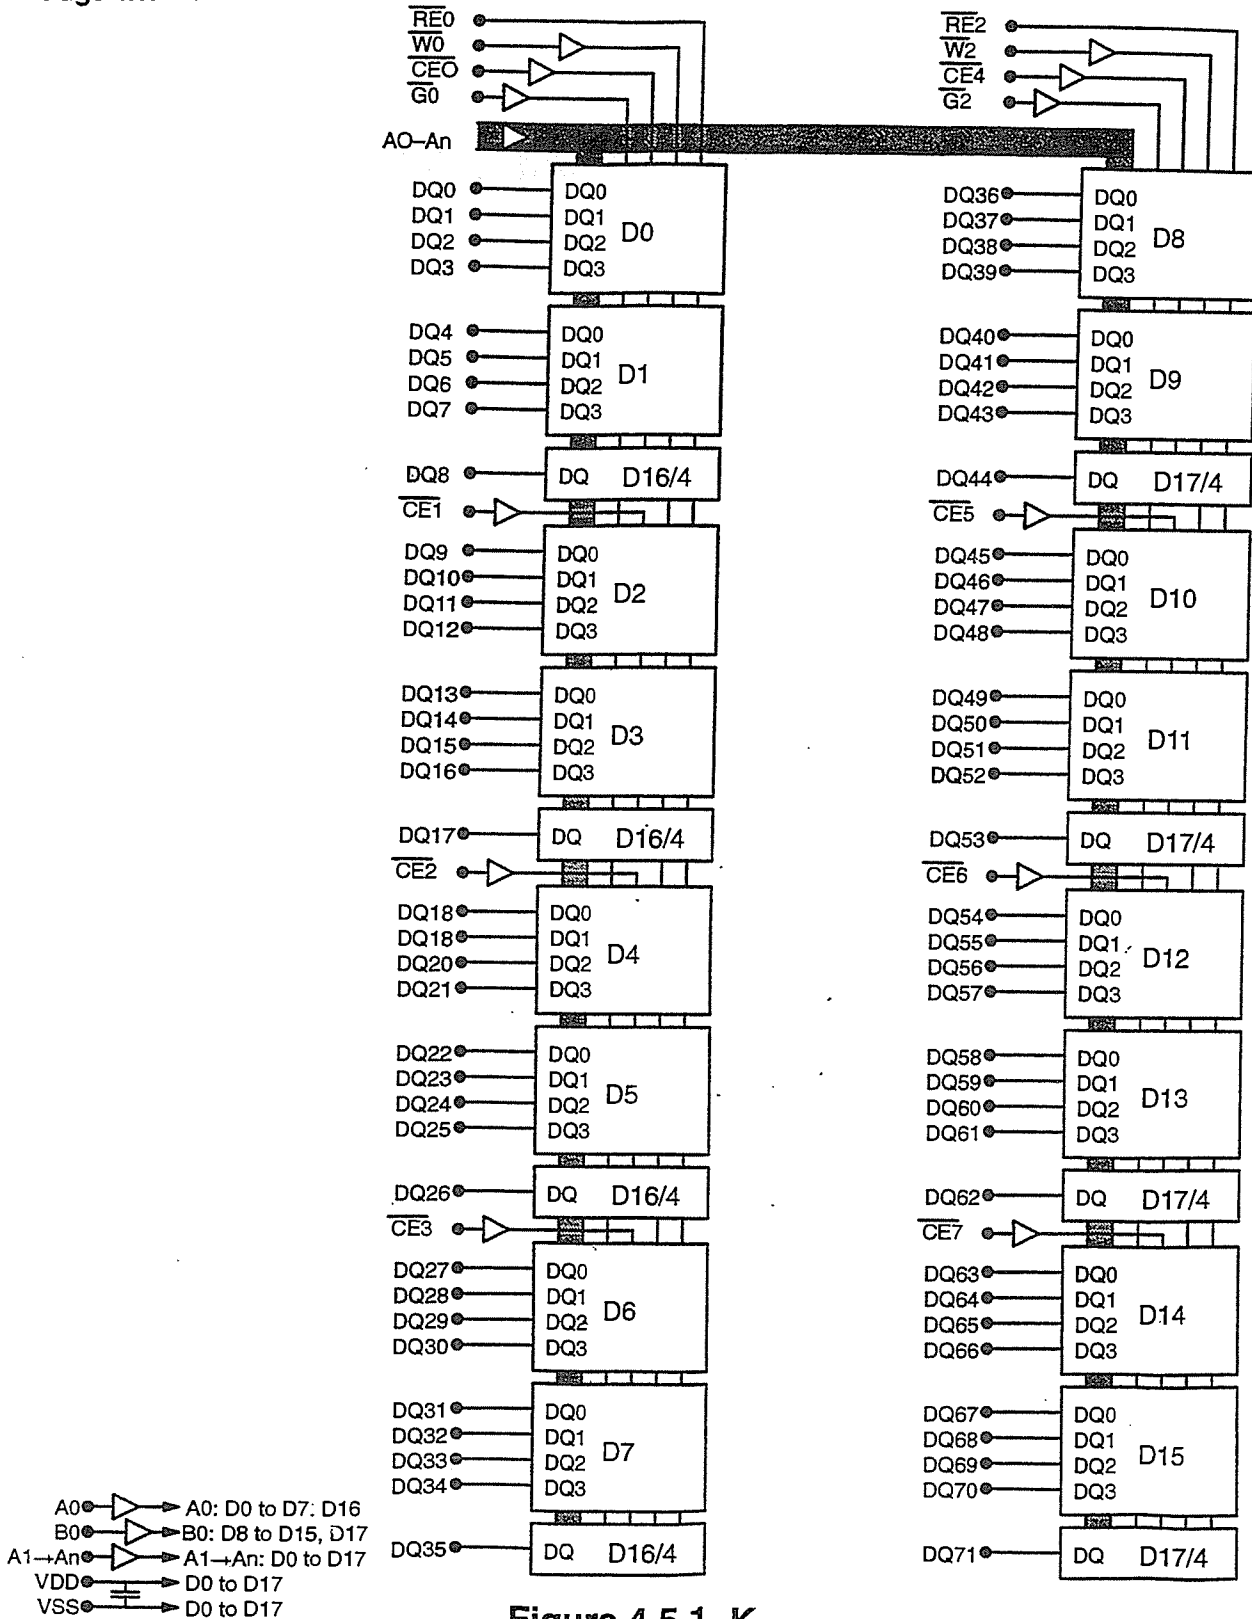 RE0
W0
CEO
G0
AO–An
DQ0 DQ0
DQ1 DQ1
DQ2 DQ2
DQ3 DQ3
D0
DQ4 DQ0
DQ5 DQ1
DQ6 DQ2
DQ7 DQ3
D1
DQ8 DQ D16/4
CE1
DQ9 DQ0
DQ10 DQ1
DQ11 DQ2
DQ12 DQ3
D2
DQ13 DQ0
DQ14 DQ1
DQ15 DQ2
DQ16 DQ3
D3
DQ17 DQ D16/4
CE2
DQ18 DQ0
DQ18 DQ1
DQ20 DQ2
DQ21 DQ3
D4
DQ22 DQ0
DQ23 DQ1
DQ24 DQ2
DQ25 DQ3
D5
DQ26 DQ D16/4
CE3
DQ27 DQ0
DQ28 DQ1
DQ29 DQ2
DQ30 DQ3
D6
DQ31 DQ0
DQ32 DQ1
DQ33 DQ2
DQ34 DQ3
D7
DQ35 DQ D16/4
RE2
W2
CE4
G2
DQ36 DQ0
DQ37 DQ1
DQ38 DQ2
DQ39 DQ3
D8
DQ40 DQ0
DQ41 DQ1
DQ42 DQ2
DQ43 DQ3
D9
DQ44 DQ D17/4
CE5
DQ45 DQ0
DQ46 DQ1
DQ47 DQ2
DQ48 DQ3
D10
DQ49 DQ0
DQ50 DQ1
DQ51 DQ2
DQ52 DQ3
D11
DQ53 DQ D17/4
CE6
DQ54 DQ0
DQ55 DQ1
DQ56 DQ2
DQ57 DQ3
D12
DQ58 DQ0
DQ59 DQ1
DQ60 DQ2
DQ61 DQ3
D13
DQ62 DQ D17/4
CE7
DQ63 DQ0
DQ64 DQ1
DQ65 DQ2
DQ66 DQ3
D14
DQ67 DQ0
DQ68 DQ1
DQ69 DQ2
DQ70 DQ3
D15
DQ71 DQ D17/4
A0 A0: D0 to D7: D16
B0 B0: D8 to D15, D17
A1→An A1→An: D0 to D17
VDD D0 to D17
VSS D0 to D17
Figure 4.5.1–K